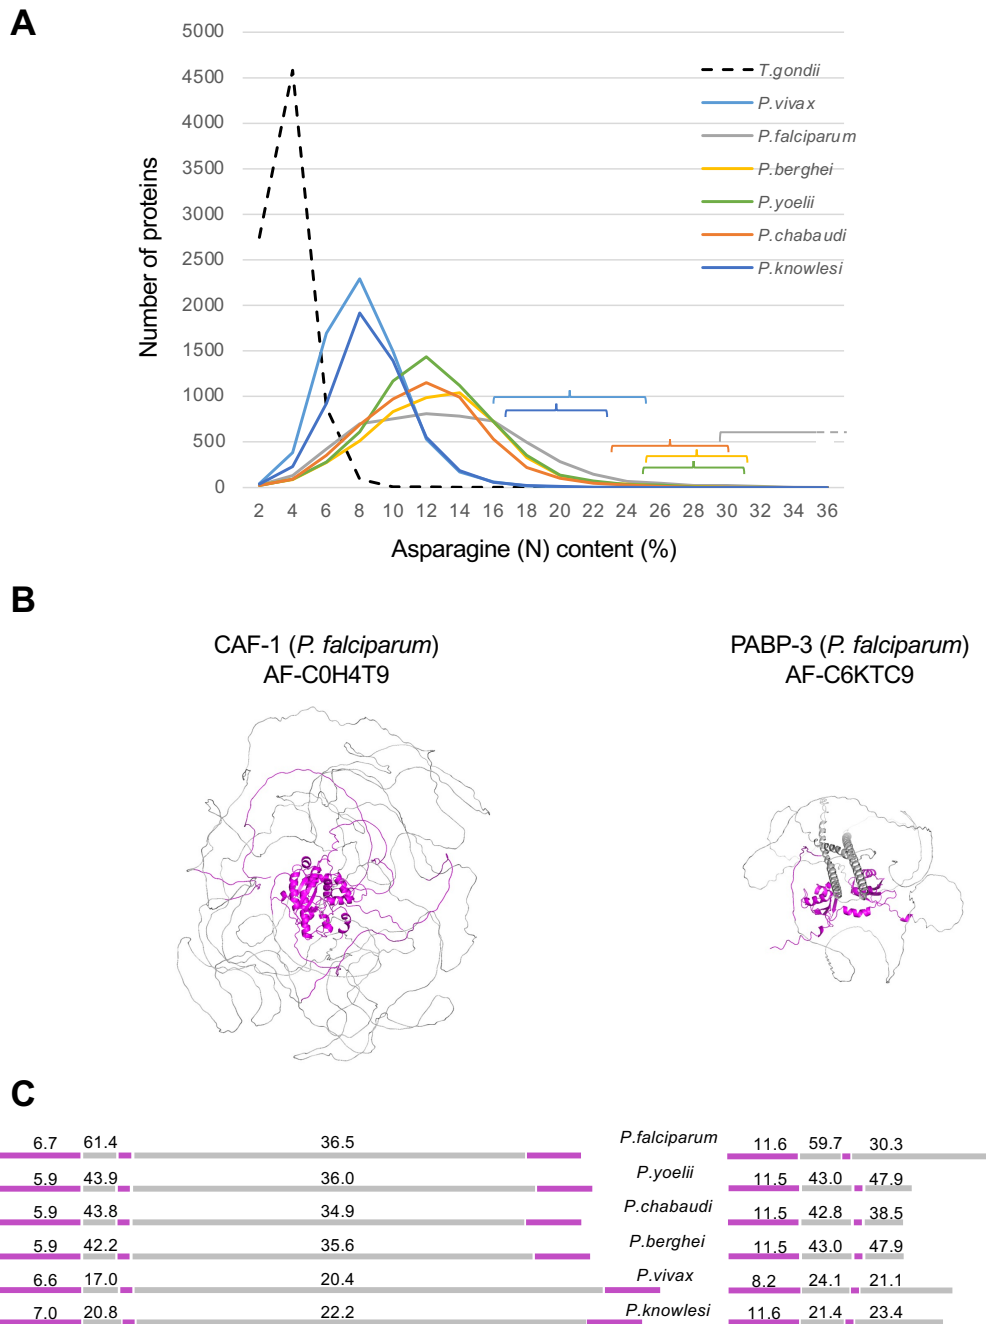 A
5000
4500
4000
3500
3000
2500
2000
1500
1000
500
0
Number of proteins
T.gondii
P.vivax
P.falciparum
P.berghei
P.yoelii
P.chabaudi
P.knowlesi
2 4 6 8 10 12 14 16 18 20 22 24 26 28 30 32 34 36
Asparagine (N) content (%)
B
CAF-1 (P. falciparum)
AF-C0H4T9
PABP-3 (P. falciparum)
AF-C6KTC9
C
6.7 61.4 36.5 P.falciparum 11.6 59.7 30.3
5.9 43.9 36.0 P.yoelii 11.5 43.0 47.9
5.9 43.8 34.9 P.chabaudi 11.5 42.8 38.5
5.9 42.2 35.6 P.berghei 11.5 43.0 47.9
6.6 17.0 20.4 P.vivax 8.2 24.1 21.1
7.0 20.8 22.2 P.knowlesi 11.6 21.4 23.4